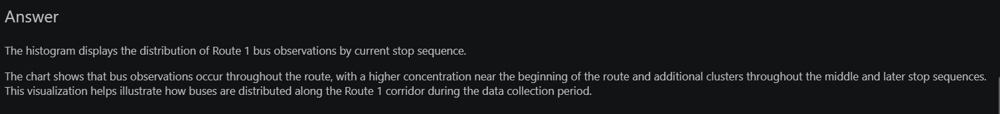 Answer
The histogram displays the distribution of Route 1 bus observations by current stop sequence.
The chart shows that bus observations occur throughout the route, with a higher concentration near the beginning of the route and additional clusters throughout the middle and later stop sequences.
This visualization helps illustrate how buses are distributed along the Route 1 corridor during the data collection period.